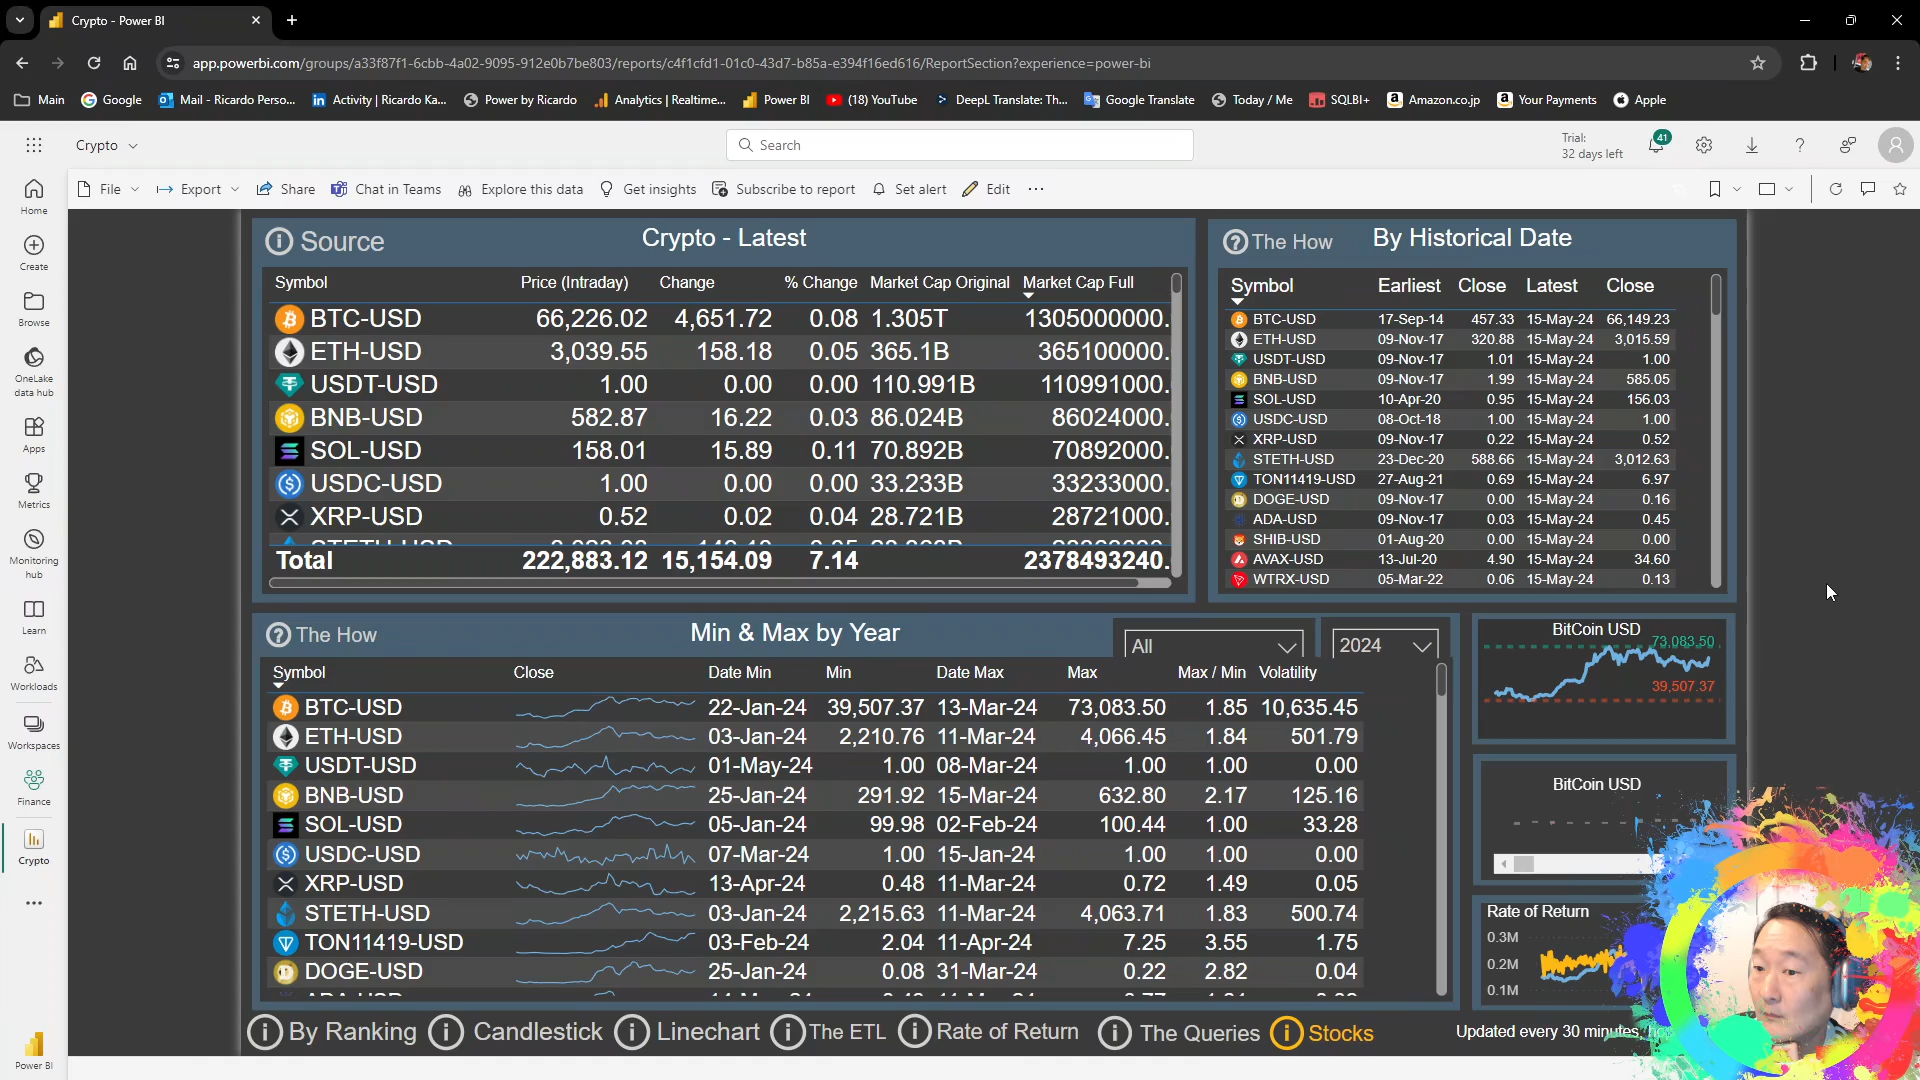 Crypto - Power BI
app.powerbi.com/groups/a33f87f1-6cbb-4a02-9095-912e0b7be803/reports/c4f1cfd1-01c0-43d7-b85a-e394f16ed616/ReportSection?experience=power-bi
Main Google Mail - Ricardo Perso... Activity | Ricardo Ka... Power by Ricardo Analytics | Realtime... Power BI (18) YouTube DeepL Translate: Th... Google Translate Today / Me SQLBI+ Amazon.co.jp Your Payments Apple
Crypto Search Trial: 41
32 days left
File Export Share Chat in Teams Explore this data Get insights Subscribe to report Set alert Edit
Home
Create
Browse
OneLake
data hub
Apps
Metrics
Monitoring
hub
Learn
Workloads
Workspaces
Finance
Crypto
Power BI
Source Crypto - Latest
Symbol Price (Intraday) Change % Change Market Cap Original Market Cap Full
BTC-USD 66,226.02 4,651.72 0.08 1.305T 1305000000.
ETH-USD 3,039.55 158.18 0.05 365.1B 365100000.
USDT-USD 1.00 0.00 0.00 110.991B 110991000.
BNB-USD 582.87 16.22 0.03 86.024B 86024000.
SOL-USD 158.01 15.89 0.11 70.892B 70892000.
USDC-USD 1.00 0.00 0.00 33.233B 33233000.
XRP-USD 0.52 0.02 0.04 28.721B 28721000.
Total 222,883.12 15,154.09 7.14 2378493240.
The How By Historical Date
Symbol Earliest Close Latest Close
BTC-USD 17-Sep-14 457.33 15-May-24 66,149.23
ETH-USD 09-Nov-17 320.88 15-May-24 3,015.59
USDT-USD 09-Nov-17 1.01 15-May-24 1.00
BNB-USD 09-Nov-17 1.99 15-May-24 585.05
SOL-USD 10-Apr-20 0.95 15-May-24 156.03
USDC-USD 08-Oct-18 1.00 15-May-24 1.00
XRP-USD 09-Nov-17 0.22 15-May-24 0.52
STETH-USD 23-Dec-20 588.66 15-May-24 3,012.63
TON11419-USD 27-Aug-21 0.69 15-May-24 6.97
DOGE-USD 09-Nov-17 0.00 15-May-24 0.16
ADA-USD 09-Nov-17 0.03 15-May-24 0.45
SHIB-USD 01-Aug-20 0.00 15-May-24 0.00
AVAX-USD 13-Jul-20 4.90 15-May-24 34.60
WTRX-USD 05-Mar-22 0.06 15-May-24 0.13
The How Min & Max by Year All 2024
Symbol Close Date Min Min Date Max Max Max / Min Volatility
BTC-USD 22-Jan-24 39,507.37 13-Mar-24 73,083.50 1.85 10,635.45
ETH-USD 03-Jan-24 2,210.76 11-Mar-24 4,066.45 1.84 501.79
USDT-USD 01-May-24 1.00 08-Mar-24 1.00 1.00 0.00
BNB-USD 25-Jan-24 291.92 15-Mar-24 632.80 2.17 125.16
SOL-USD 05-Jan-24 99.98 02-Feb-24 100.44 1.00 33.28
USDC-USD 07-Mar-24 1.00 15-Jan-24 1.00 1.00 0.00
XRP-USD 13-Apr-24 0.48 11-Mar-24 0.72 1.49 0.05
STETH-USD 03-Jan-24 2,215.63 11-Mar-24 4,063.71 1.83 500.74
TON11419-USD 03-Feb-24 2.04 11-Apr-24 7.25 3.55 1.75
DOGE-USD 25-Jan-24 0.08 31-Mar-24 0.22 2.82 0.04
BitCoin USD
73,083.50
39,507.37
BitCoin USD
Rate of Return
0.3M
0.2M
0.1M
By Ranking Candlestick Linechart The ETL Rate of Return The Queries Stocks Updated every 30 minutes,